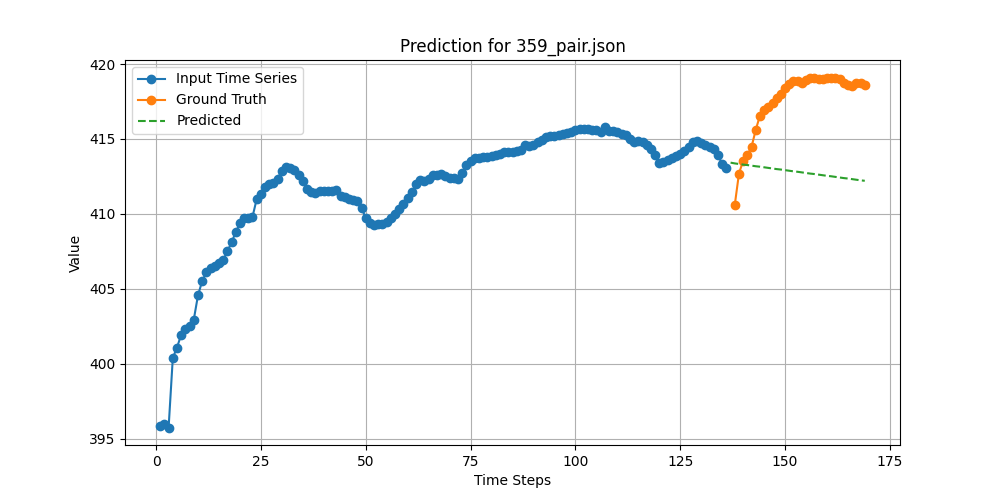 Prediction for 359_pair.json
Input Time Series
Ground Truth
Predicted
420
415
410
405
400
395
Value
0 25 50 75 100 125 150 175
Time Steps